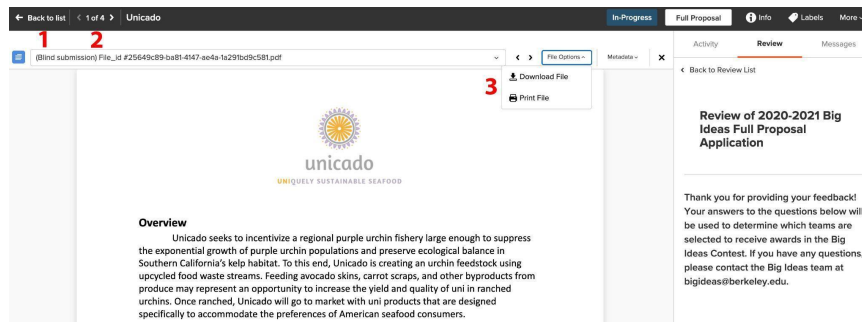 ← Back to list < 1 of 4 > Unicado In-Progress Full Proposal Info Labels More
1 2
(Blind submission) File_id #25649c89-ba81-4147-ae4a-1a291bd9c581.pdf File Options Metadata ×
Activity Review Messages
3
Download File
Print File
< Back to Review List
Review of 2020-2021 Big
Ideas Full Proposal
Application
unicado
UNIQUELY SUSTAINABLE SEAFOOD
Thank you for providing your feedback!
Your answers to the questions below will
be used to determine which teams are
selected to receive awards in the Big
Ideas Contest. If you have any questions,
please contact the Big Ideas team at
bigideas@berkeley.edu.
Overview
Unicado seeks to incentivize a regional purple urchin fishery large enough to suppress
the exponential growth of purple urchin populations and preserve ecological balance in
Southern California's kelp habitat. To this end, Unicado is creating an urchin feedstock using
upcycled food waste streams. Feeding avocado skins, carrot scraps, and other byproducts from
produce may represent an opportunity to increase the yield and quality of uni in ranched
urchins. Once ranched, Unicado will go to market with uni products that are designed
specifically to accommodate the preferences of American seafood consumers.